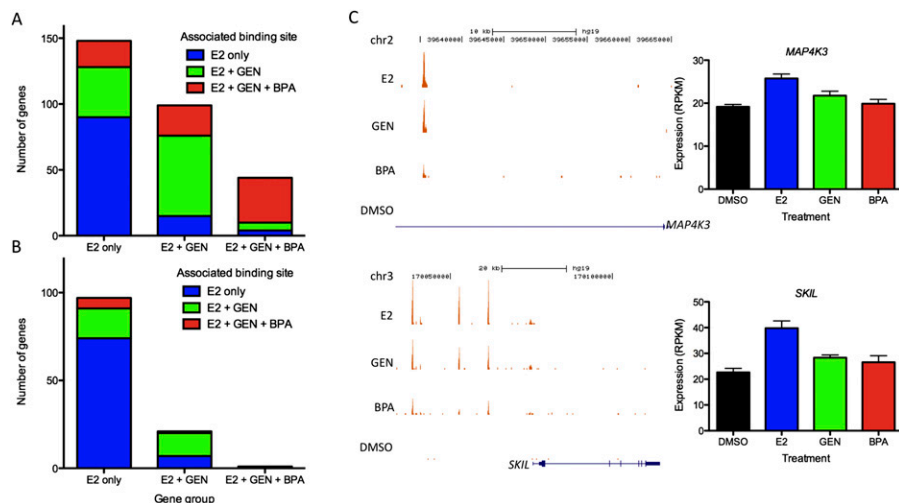 A
150
100
50
0
Number of genes
Associated binding site
E2 only
E2 + GEN
E2 + GEN + BPA
E2 only
E2 + GEN
E2 + GEN + BPA
B
100
50
0
Number of genes
Associated binding site
E2 only
E2 + GEN
E2 + GEN + BPA
E2 only
E2 + GEN
E2 + GEN + BPA
Gene group
C
10 kb
hg19
chr2
39640000
39645000
39650000
39655000
39660000
39665000
E2
GEN
BPA
DMSO
MAP4K3
MAP4K3
Expression (RPKM)
30
20
10
0
DMSO
E2
GEN
BPA
Treatment
20 kb
hg19
chr3
170050000
170100000
E2
GEN
BPA
DMSO
SKIL
SKIL
Expression (RPKM)
50
40
30
20
10
0
DMSO
E2
GEN
BPA
Treatment